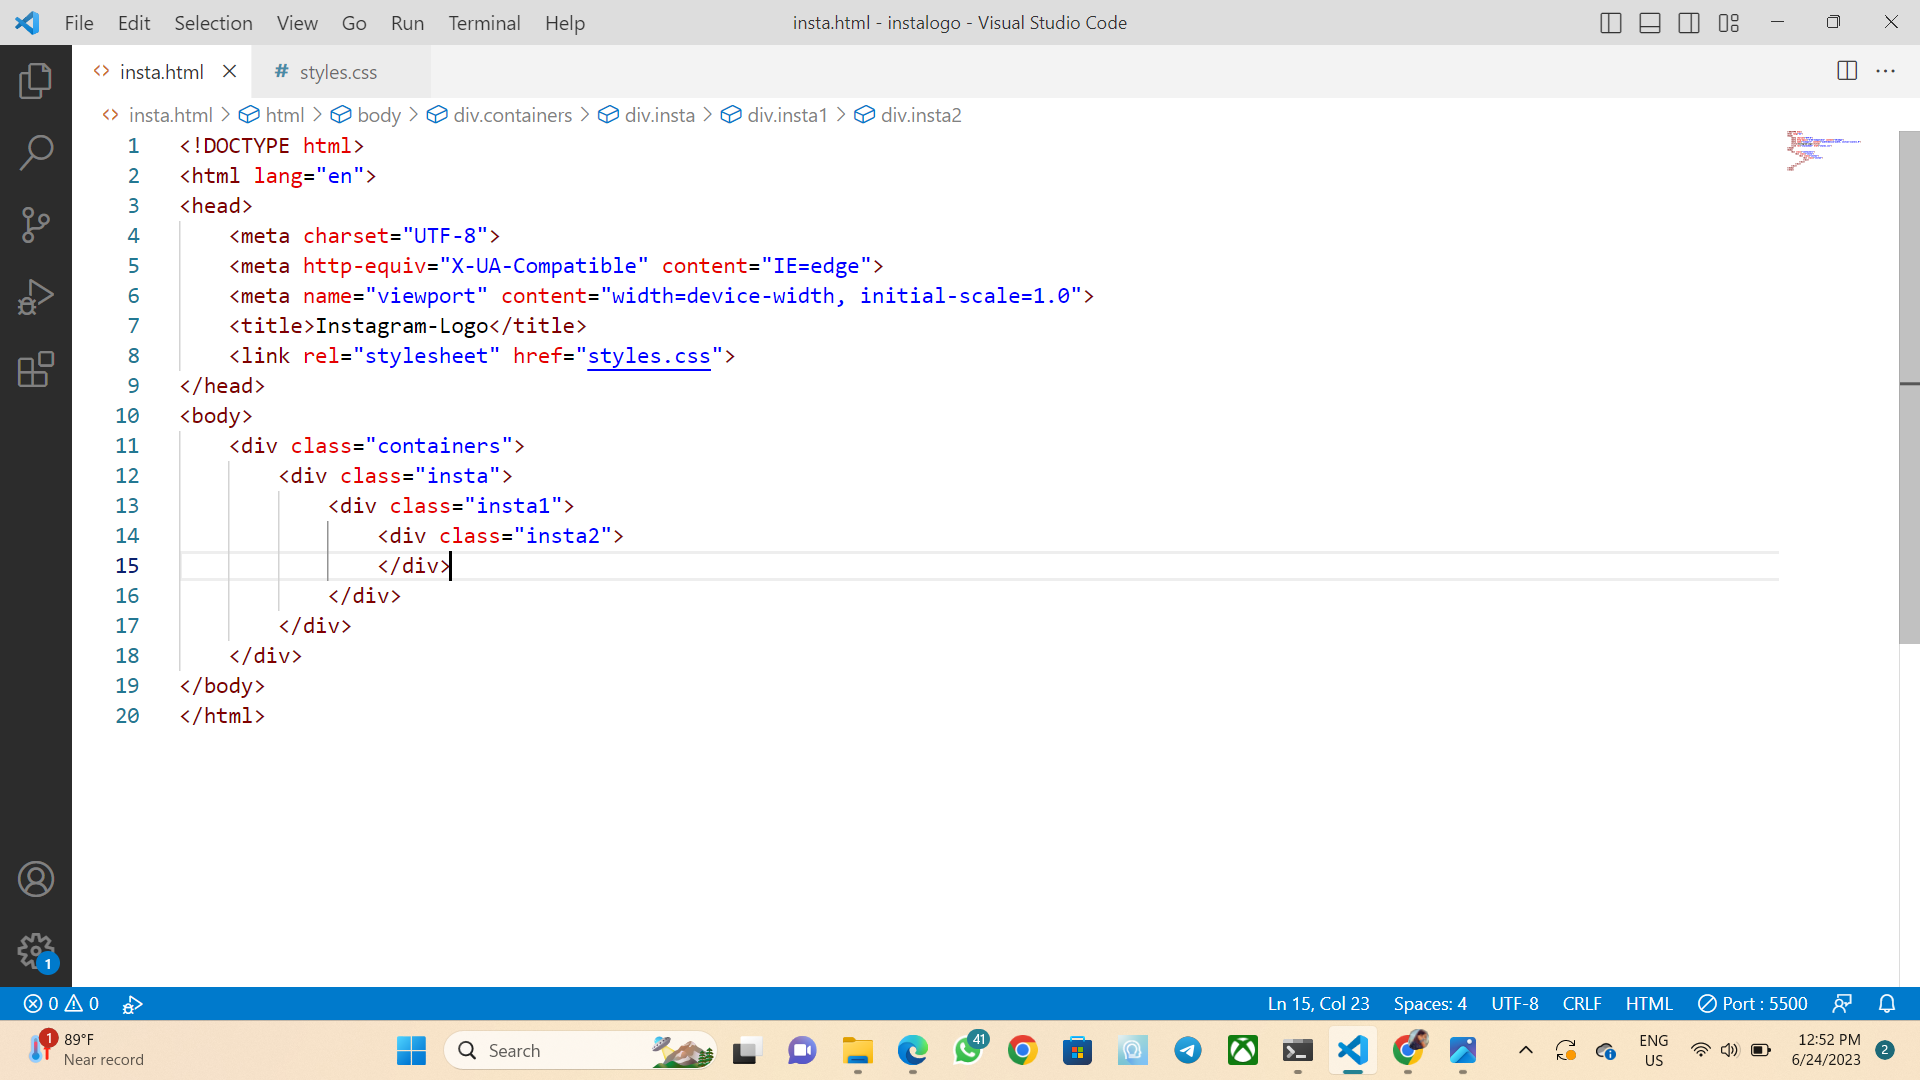 File Edit Selection View Go Run Terminal Help insta.html - instalogo - Visual Studio Code
insta.html # styles.css
insta.html html body div.containers div.insta div.insta1 div.insta2
1 <!DOCTYPE html>
2 <html lang="en">
3 <head>
4 <meta charset="UTF-8">
5 <meta http-equiv="X-UA-Compatible" content="IE=edge">
6 <meta name="viewport" content="width=device-width, initial-scale=1.0">
7 <title>Instagram-Logo</title>
8 <link rel="stylesheet" href="styles.css">
9 </head>
10 <body>
11 <div class="containers">
12 <div class="insta">
13 <div class="insta1">
14 <div class="insta2">
15 </div>
16 </div>
17 </div>
18 </div>
19 </body>
20 </html>
1
0 0 Ln 15, Col 23 Spaces: 4 UTF-8 CRLF HTML Port : 5500
1 89°F
Near record
Search
41
ENG
US
12:52 PM
6/24/2023
2